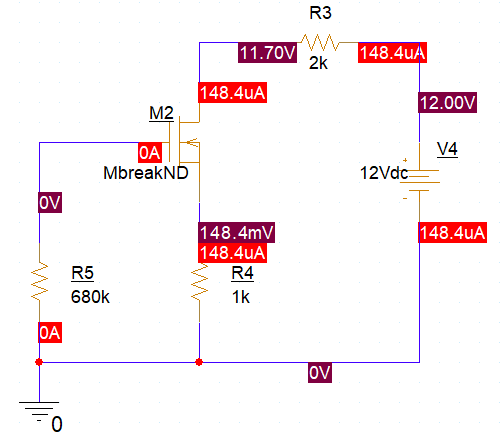 R3
11.70V
148.4uA
2k
148.4uA
12.00V
M2
0A
MbreakND
V4
12Vdc
0V
148.4mV
148.4uA
148.4uA
R5
680k
R4
1k
0A
0V
0